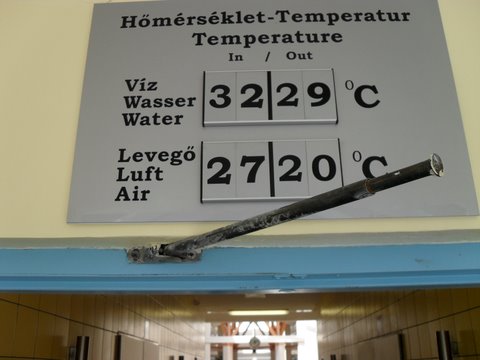 Hőmérséklet-Temperatur
Temperature
In / Out
Víz
Wasser
Water
32 29 °C
Levegő
Luft
Air
27 20 °C